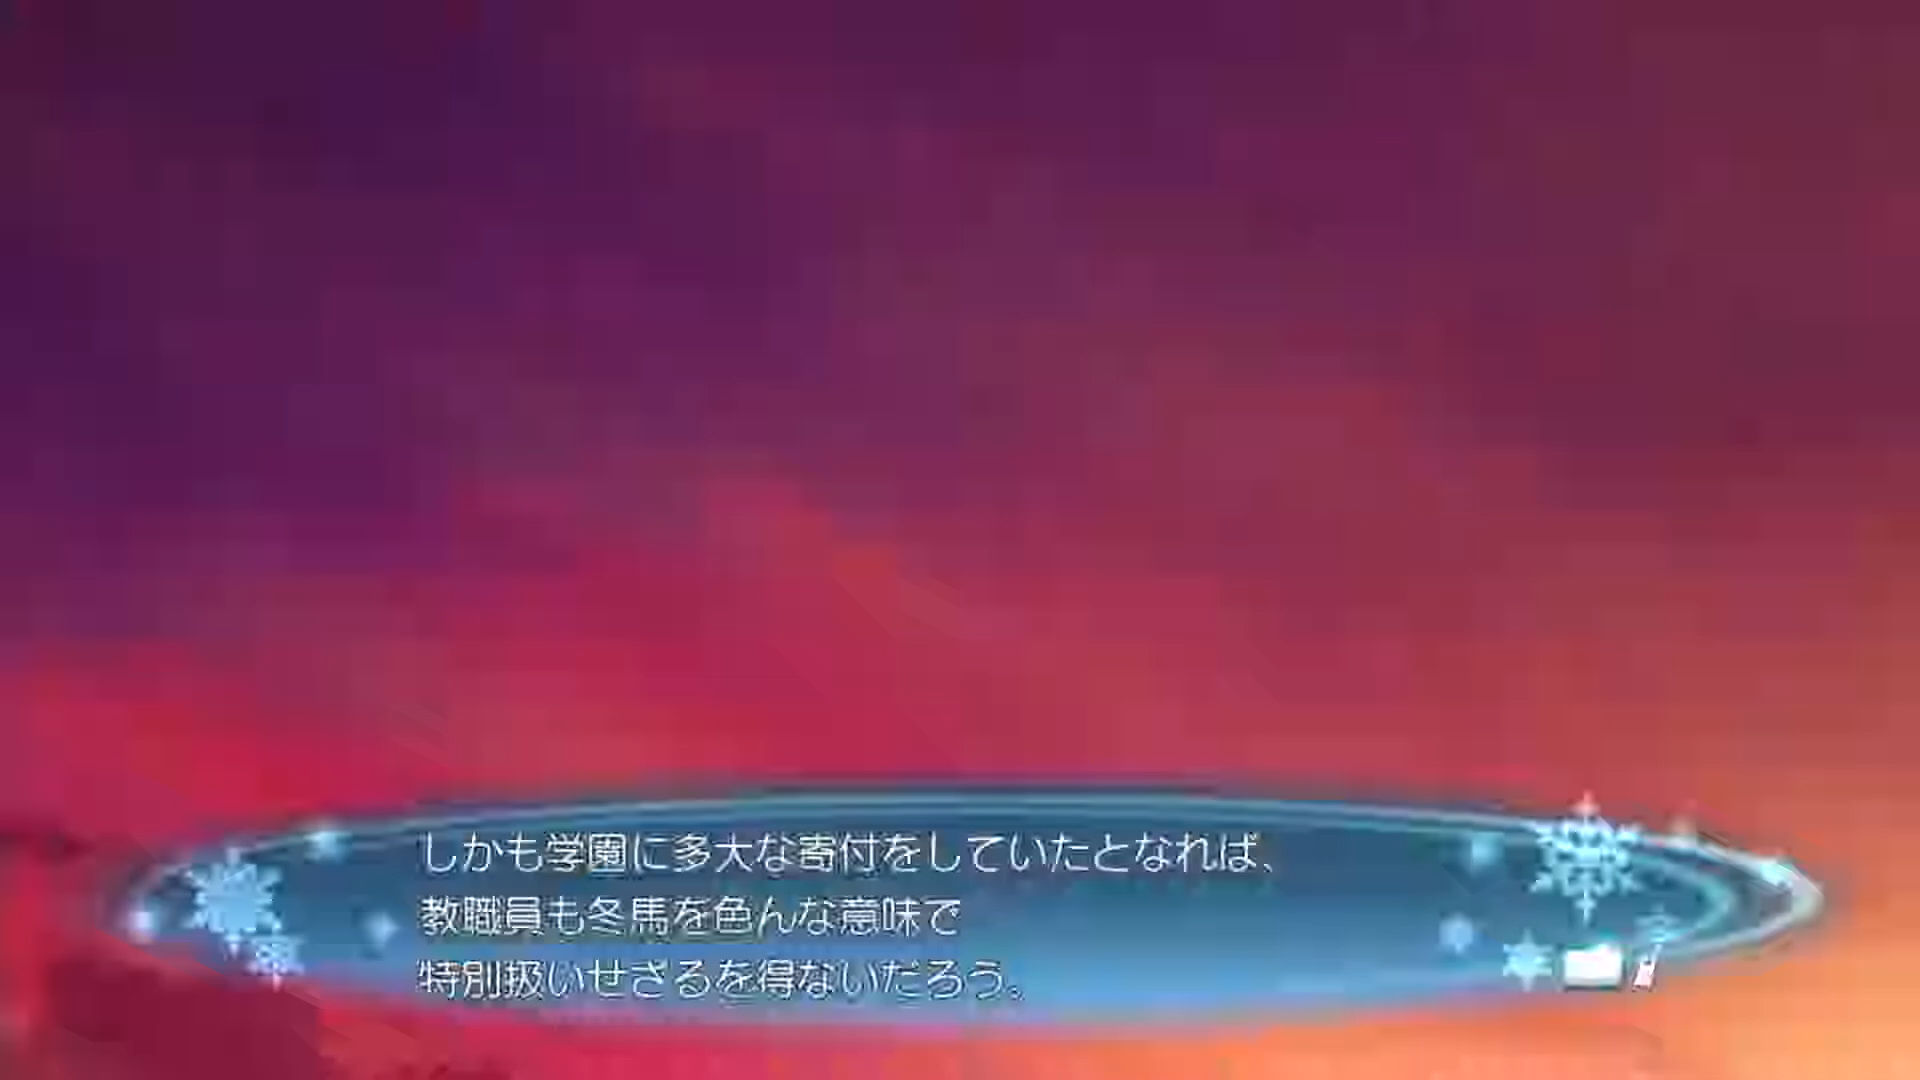 しかも学園に多大な寄付をしていたとなれば、
教職員も冬馬を色んな意味で
特別扱いせざるを得ないだろう。